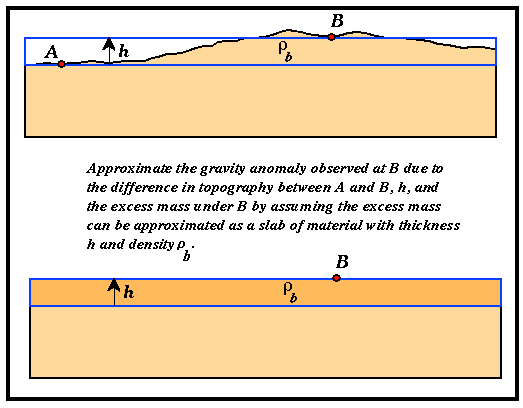 B
A
h
ρb
Approximate the gravity anomaly observed at B due to
the difference in topography between A and B, h, and
the excess mass under B by assuming the excess mass
can be approximated as a slab of material with thickness
h and density ρb.
B
h
ρb